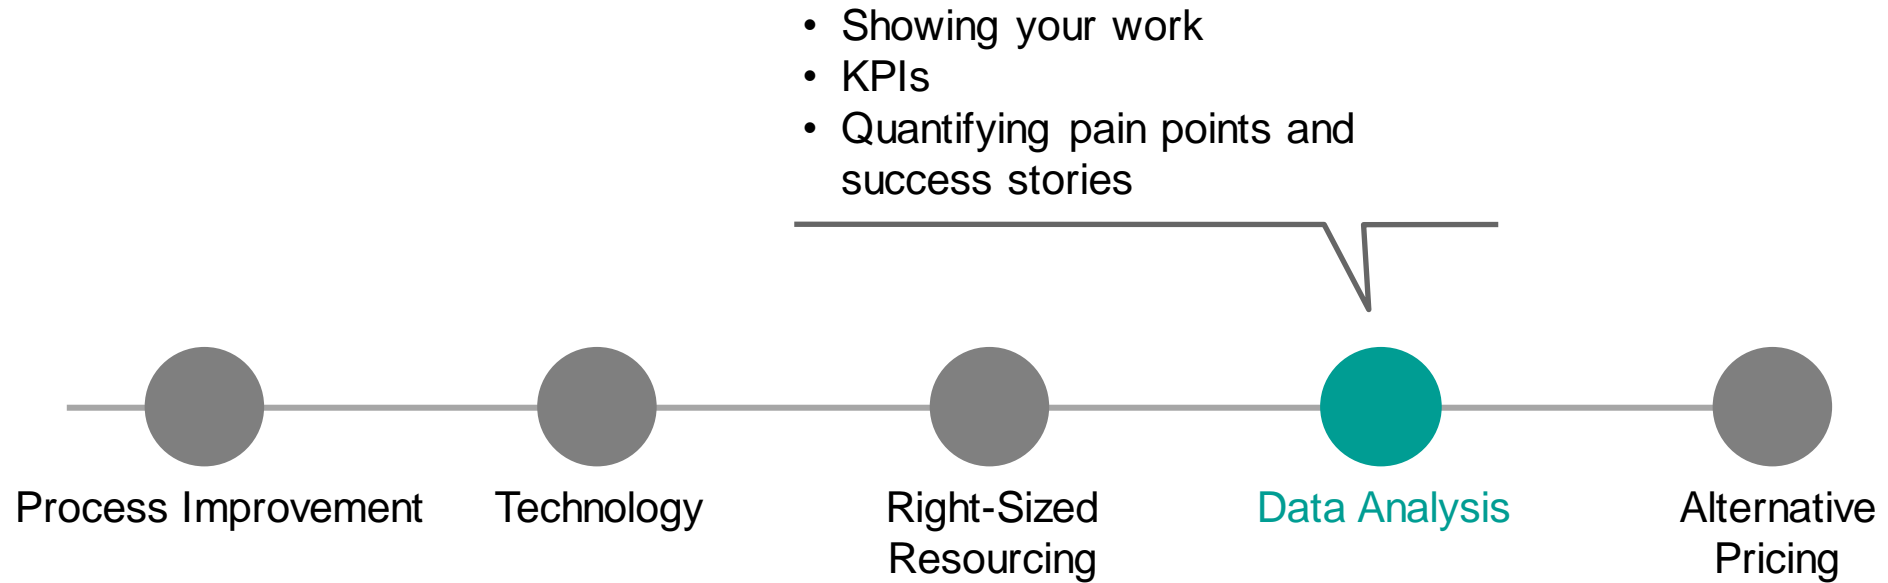 • Showing your work
• KPIs
• Quantifying pain points and
success stories
Process Improvement
Technology
Right-Sized
Resourcing
Data Analysis
Alternative
Pricing